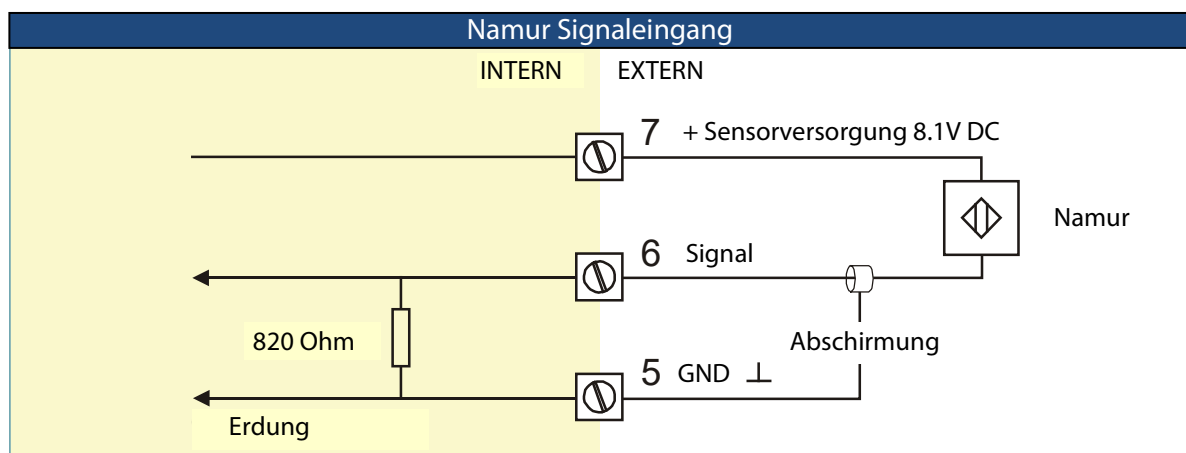 Namur Signaleingang
INTERN EXTERN
7 + Sensorversorgung 8.1V DC
Namur
6 Signal
820 Ohm
Abschirmung
5 GND ⊥
Erdung